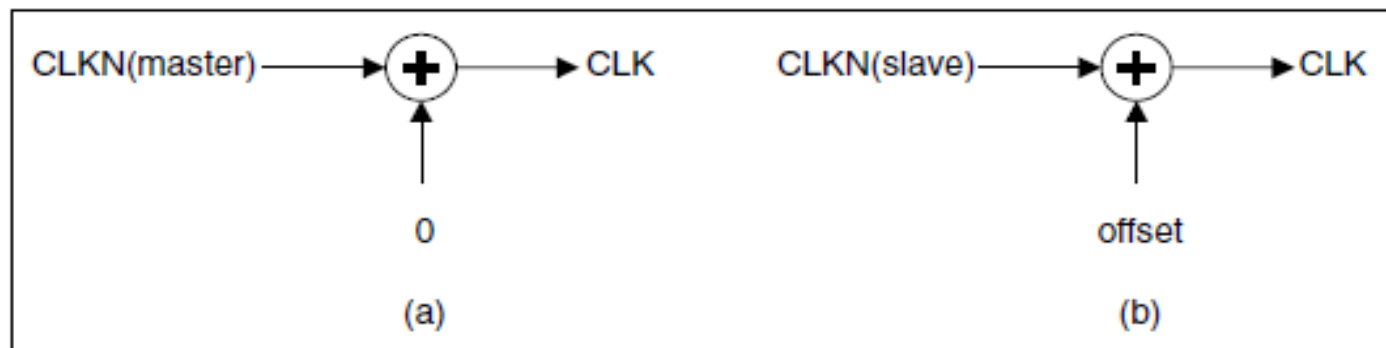 CLKN(master) CLK CLKN(slave) CLK
0 offset
(a) (b)